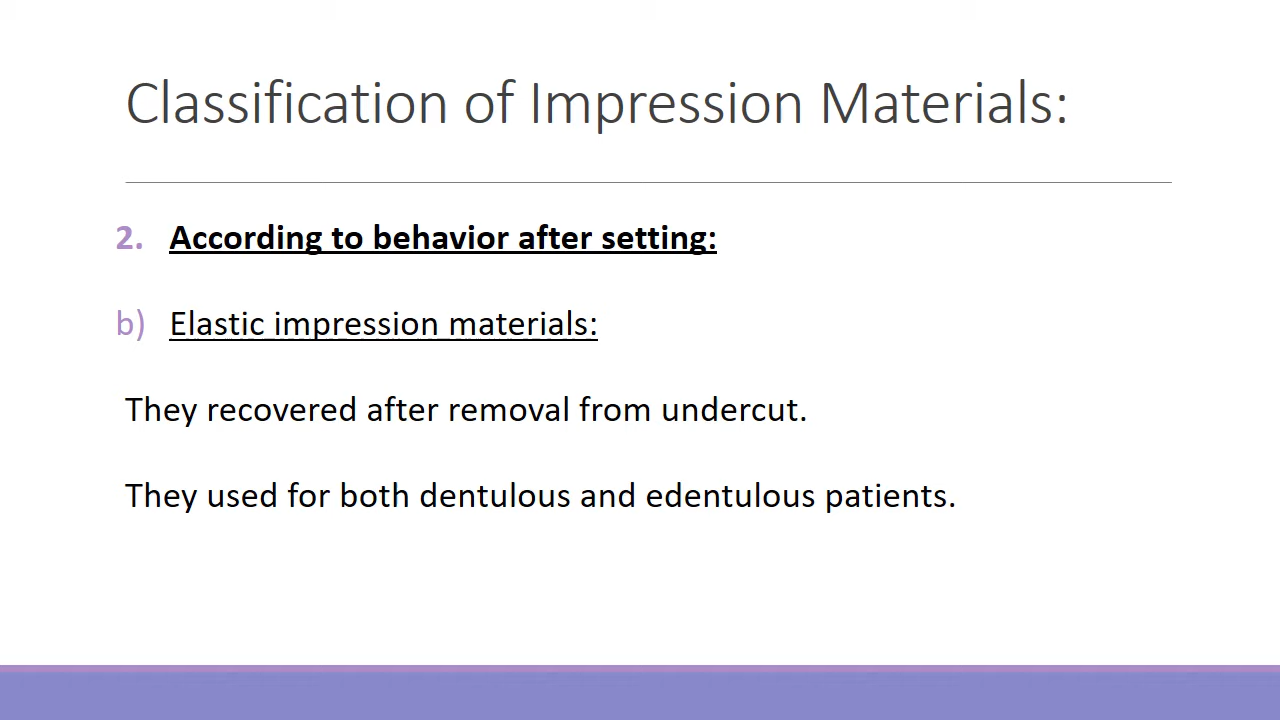 Classification of Impression Materials:
2. According to behavior after setting:
b) Elastic impression materials:
They recovered after removal from undercut.
They used for both dentulous and edentulous patients.